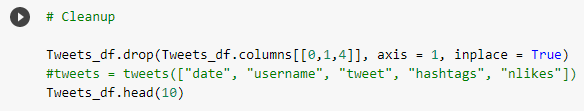 # Cleanup
Tweets_df.drop(Tweets_df.columns[[0,1,4]], axis = 1, inplace = True)
#tweets = tweets(["date", "username", "tweet", "hashtags", "nlikes"])
Tweets_df.head(10)